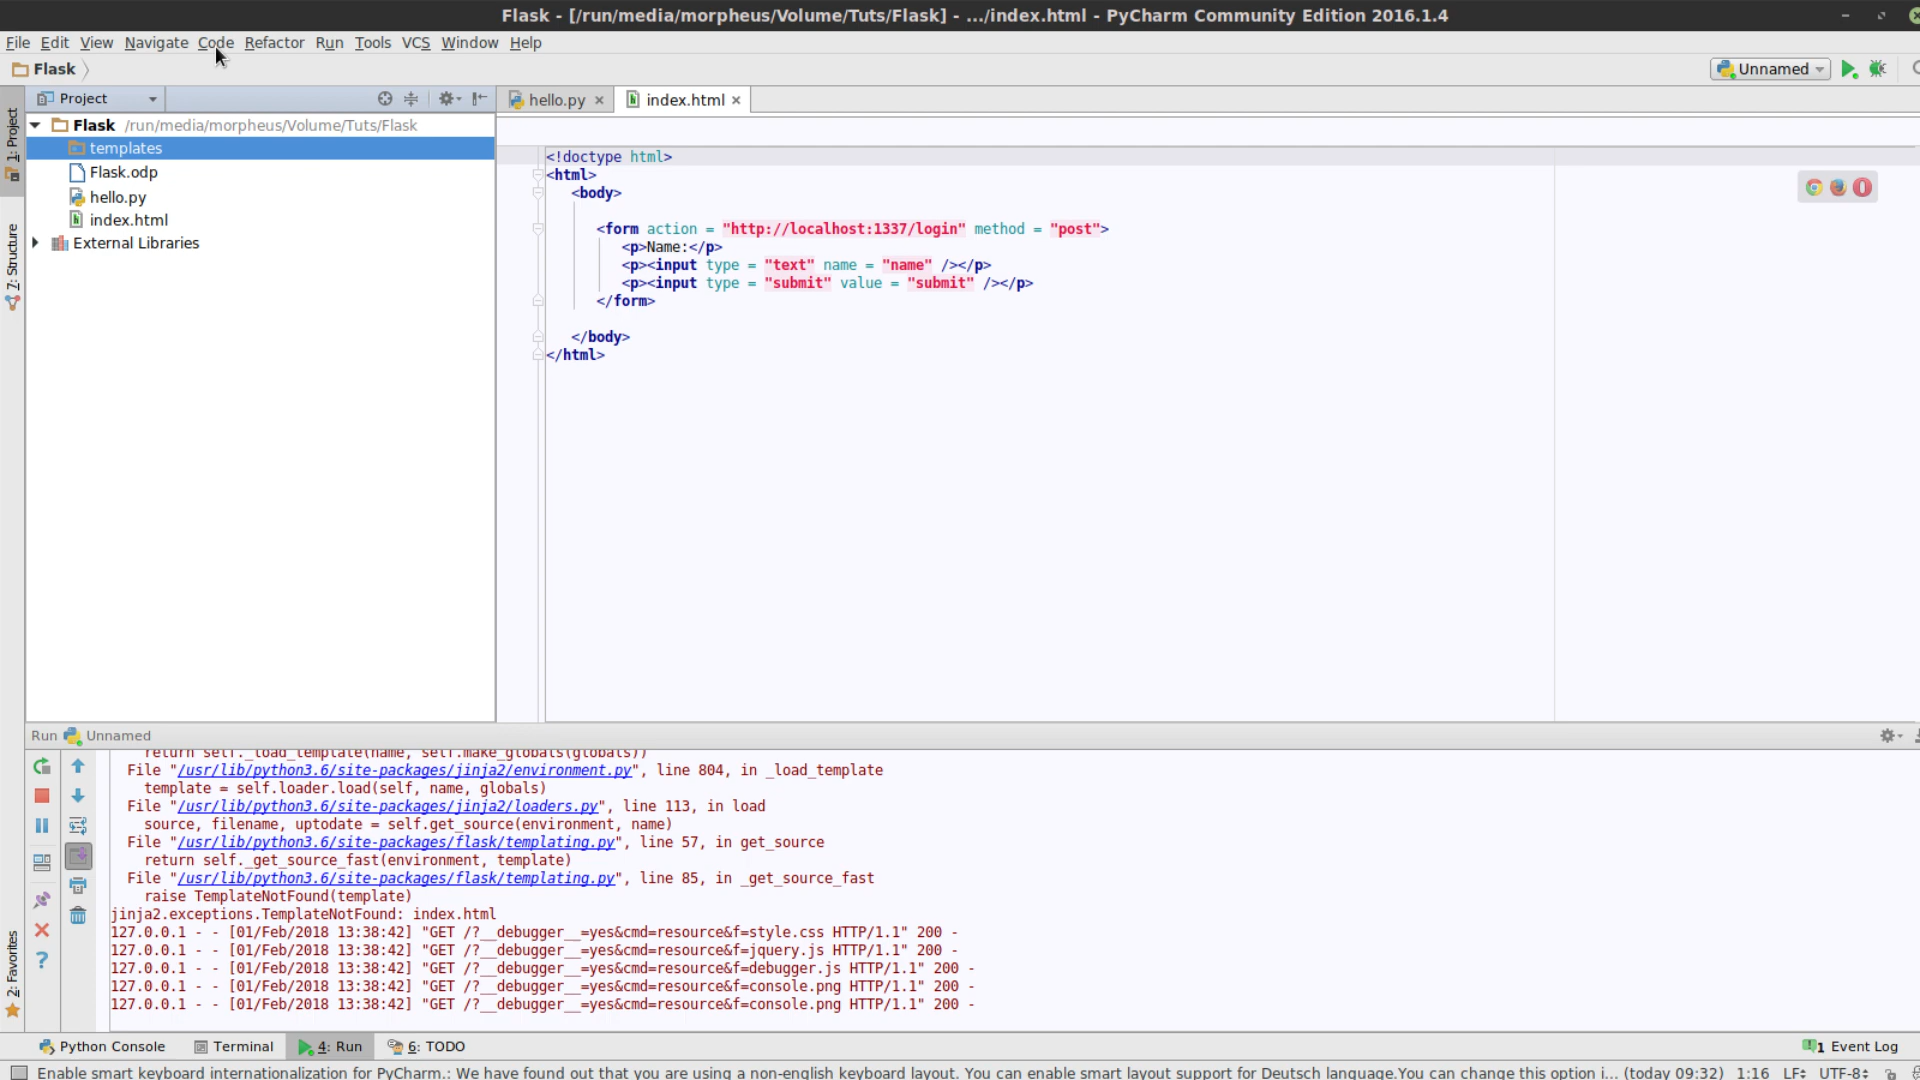 Flask - [/run/media/morpheus/Volume/Tuts/Flask] - .../index.html - PyCharm Community Edition 2016.1.4
File Edit View Navigate Code Refactor Run Tools VCS Window Help
Flask
Unnamed
Project
hello.py
index.html
1: Project
7: Structure
2: Favorites
Flask /run/media/morpheus/Volume/Tuts/Flask
templates
Flask.odp
hello.py
index.html
External Libraries
<!doctype html>
<html>
<body>
<form action = "http://localhost:1337/login" method = "post">
<p>Name:</p>
<p><input type = "text" name = "name" /></p>
<p><input type = "submit" value = "submit" /></p>
</form>
</body>
</html>
Run Unnamed
return self._load_template(name, self.make_globals(globals))
File "/usr/lib/python3.6/site-packages/jinja2/environment.py", line 804, in _load_template
template = self.loader.load(self, name, globals)
File "/usr/lib/python3.6/site-packages/jinja2/loaders.py", line 113, in load
source, filename, uptodate = self.get_source(environment, name)
File "/usr/lib/python3.6/site-packages/flask/templating.py", line 57, in get_source
return self._get_source_fast(environment, template)
File "/usr/lib/python3.6/site-packages/flask/templating.py", line 85, in _get_source_fast
raise TemplateNotFound(template)
jinja2.exceptions.TemplateNotFound: index.html
127.0.0.1 - - [01/Feb/2018 13:38:42] "GET /?__debugger__=yes&cmd=resource&f=style.css HTTP/1.1" 200 -
127.0.0.1 - - [01/Feb/2018 13:38:42] "GET /?__debugger__=yes&cmd=resource&f=jquery.js HTTP/1.1" 200 -
127.0.0.1 - - [01/Feb/2018 13:38:42] "GET /?__debugger__=yes&cmd=resource&f=debugger.js HTTP/1.1" 200 -
127.0.0.1 - - [01/Feb/2018 13:38:42] "GET /?__debugger__=yes&cmd=resource&f=console.png HTTP/1.1" 200 -
127.0.0.1 - - [01/Feb/2018 13:38:42] "GET /?__debugger__=yes&cmd=resource&f=console.png HTTP/1.1" 200 -
Python Console Terminal 4: Run 6: TODO 1 Event Log
Enable smart keyboard internationalization for PyCharm.: We have found out that you are using a non-english keyboard layout. You can enable smart layout support for Deutsch language.You can change this option i... (today 09:32) 1:16 LF UTF-8